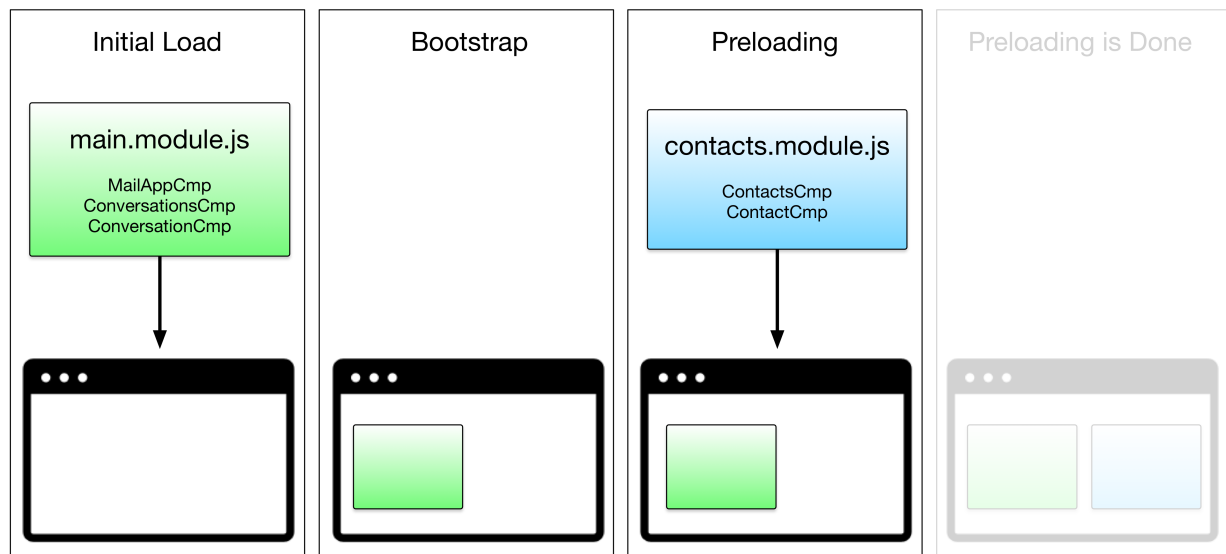 Initial Load
Bootstrap
Preloading
Preloading is Done
main.module.js
MailAppCmp
ConversationsCmp
ConversationCmp
contacts.module.js
ContactsCmp
ContactCmp